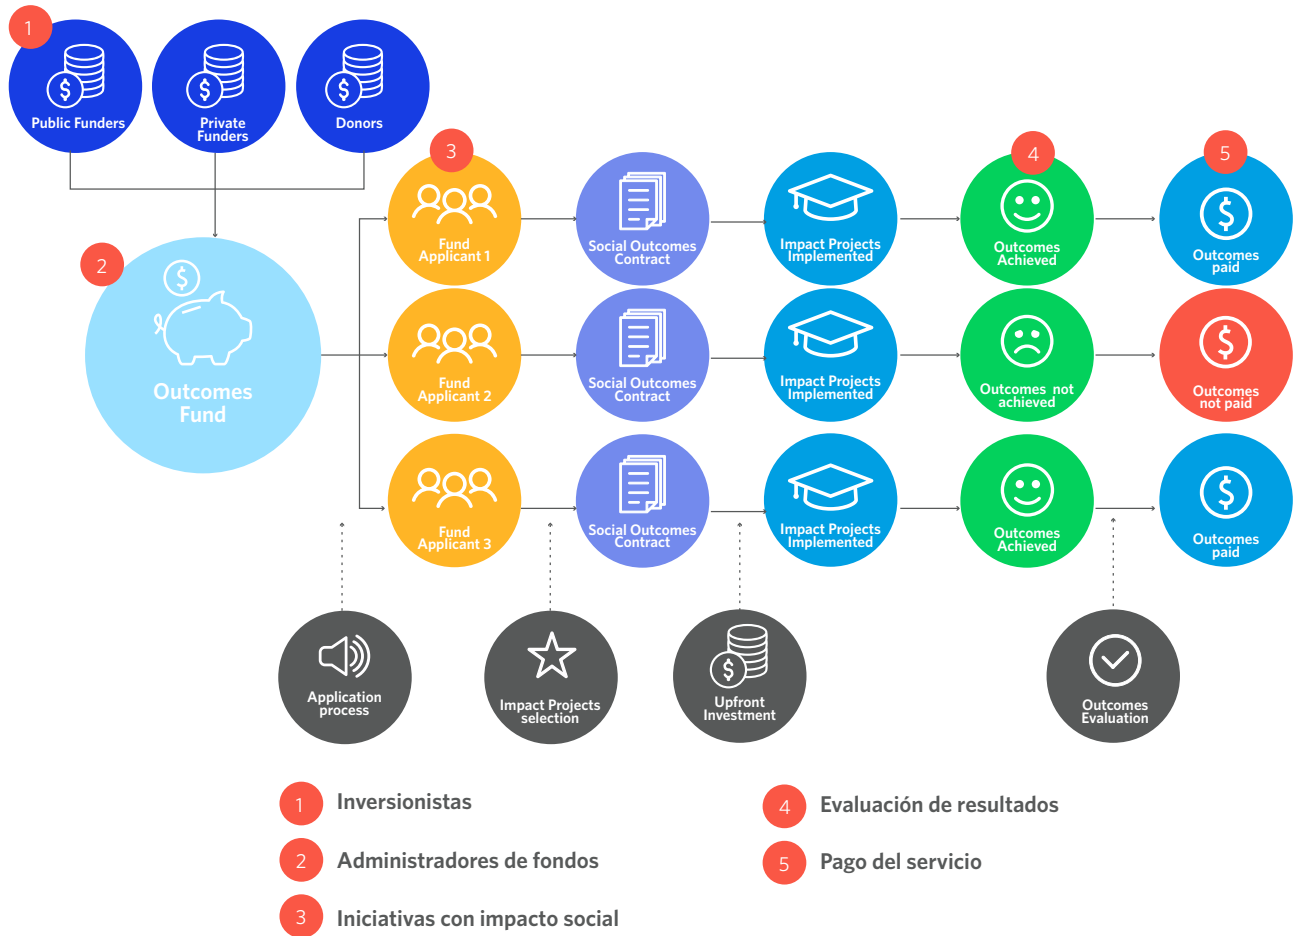 1
$
Public Funders
$
Private
Funders
$
Donors
2
$
Outcomes
Fund
3
Fund
Applicant 1
Social Outcomes
Contract
Impact Projects
Implemented
4
Outcomes
Achieved
5
$
Outcomes
paid
Fund
Applicant 2
Social Outcomes
Contract
Impact Projects
Implemented
Outcomes not
achieved
$
Outcomes
not paid
Fund
Applicant 3
Social Outcomes
Contract
Impact Projects
Implemented
Outcomes
Achieved
$
Outcomes
paid
Application
process
Impact Projects
selection
$
Upfront
Investment
Outcomes
Evaluation
1 Inversionistas
2 Administradores de fondos
3 Iniciativas con impacto social
4 Evaluación de resultados
5 Pago del servicio